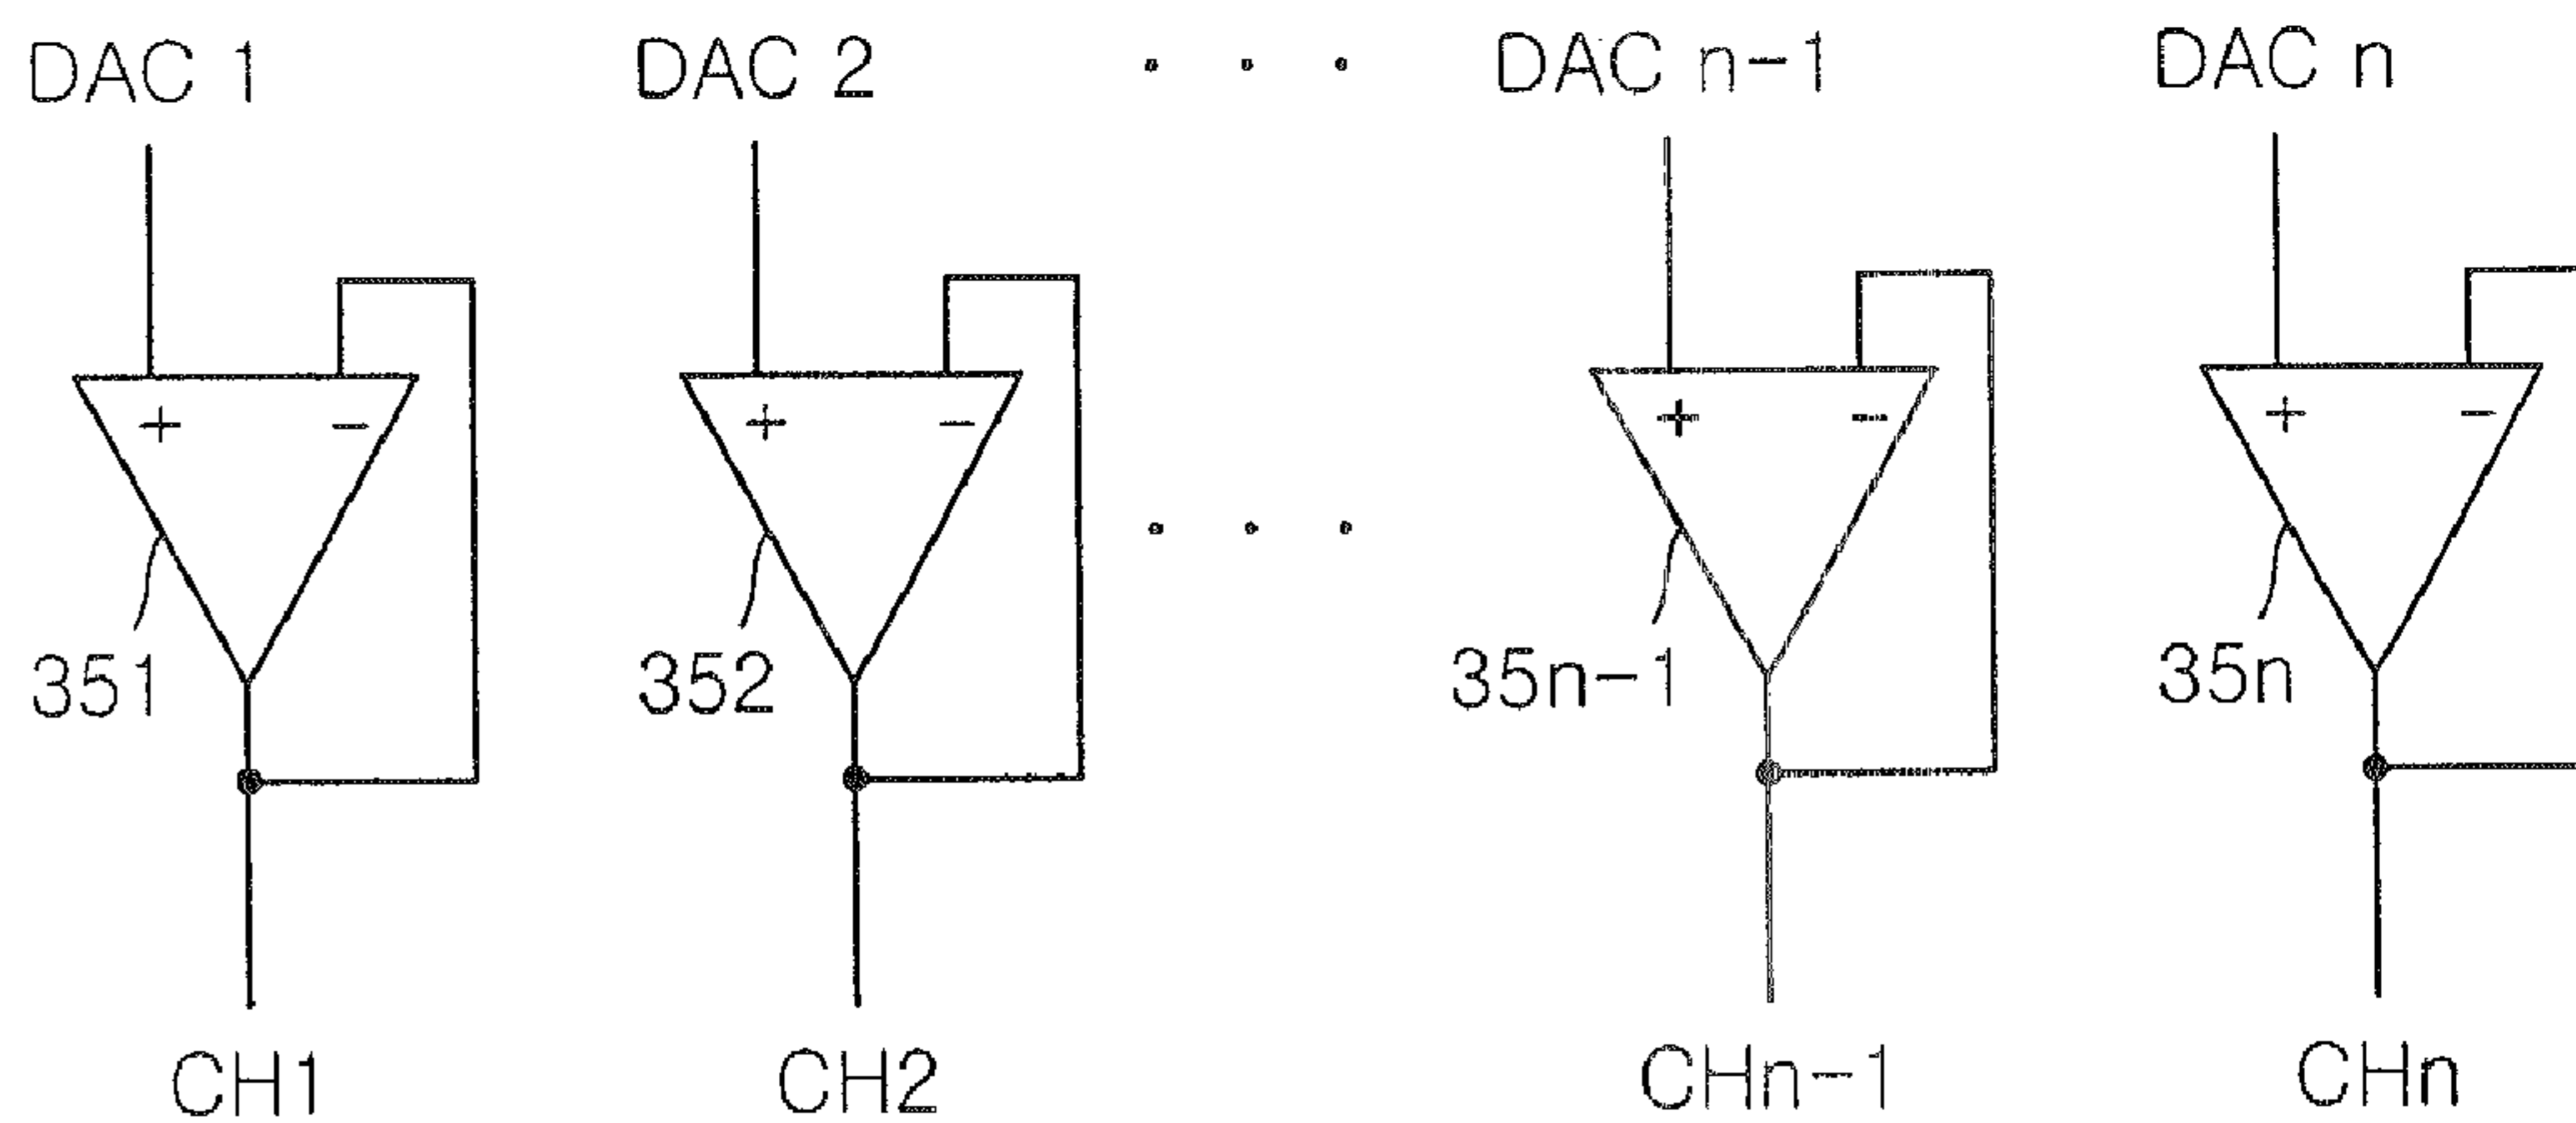 DAC 1 DAC 2 • • • DAC n-1 DAC n
+ − + − + − + −
• • •
351 352 35n-1 35n
CH1 CH2 CHn-1 CHn